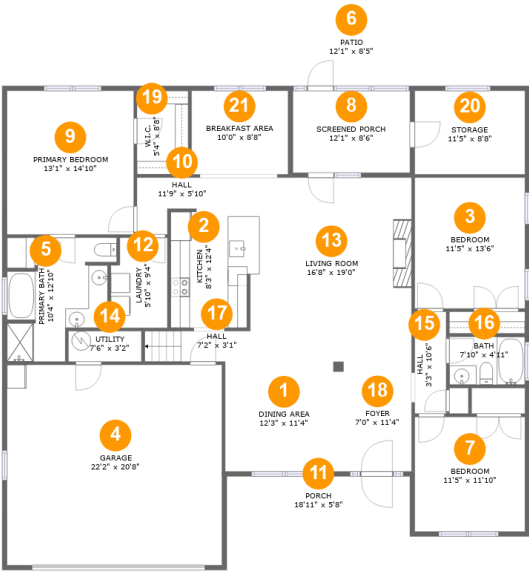 6
PATIO
12'1" x 8'5"
19
W.I.C.
5'4" x 8'8"
21
BREAKFAST AREA
10'0" x 8'8"
8
SCREENED PORCH
12'1" x 8'6"
20
STORAGE
11'5" x 8'8"
9
PRIMARY BEDROOM
13'1" x 14'10"
10
HALL
11'9" x 5'10"
2
KITCHEN
8'3" x 12'4"
13
LIVING ROOM
16'8" x 19'0"
3
BEDROOM
11'5" x 13'6"
5
PRIMARY BATH
10'4" x 12'10"
12
LAUNDRY
5'10" x 9'4"
14
UTILITY
7'6" x 3'2"
17
HALL
7'2" x 3'1"
15
HALL
3'3" x 10'6"
16
BATH
7'10" x 4'11"
1
DINING AREA
12'3" x 11'4"
18
FOYER
7'0" x 11'4"
4
GARAGE
22'2" x 20'8"
7
BEDROOM
11'5" x 11'10"
11
PORCH
18'11" x 5'8"